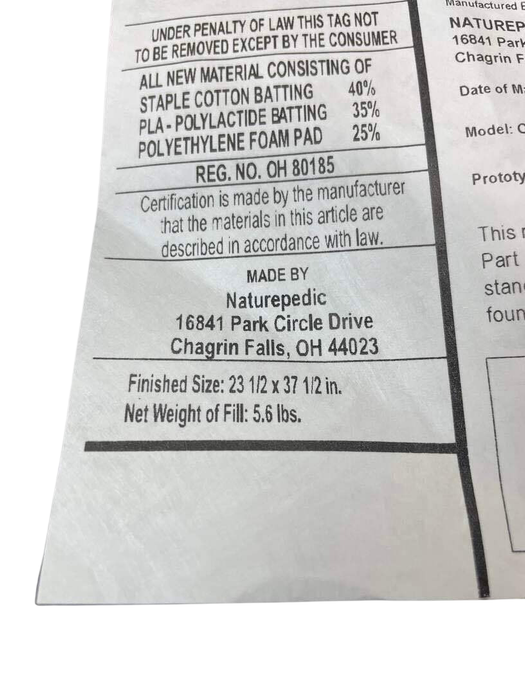 UNDER PENALTY OF LAW THIS TAG NOT
TO BE REMOVED EXCEPT BY THE CONSUMER
ALL NEW MATERIAL CONSISTING OF
STAPLE COTTON BATTING 40%
PLA-POLYLACTIDE BATTING 35%
POLYETHYLENE FOAM PAD 25%
REG. NO. OH 80185
Certification is made by the manufacturer
that the materials in this article are
described in accordance with law.
MADE BY
Naturepedic
16841 Park Circle Drive
Chagrin Falls, OH 44023
Finished Size: 23 1/2 x 37 1/2 in.
Net Weight of Fill: 5.6 lbs.
Manufactured
NATUREP
16841 Park
Chagrin F
Date of M
Model: C
Prototy
This
Part
stan
foun